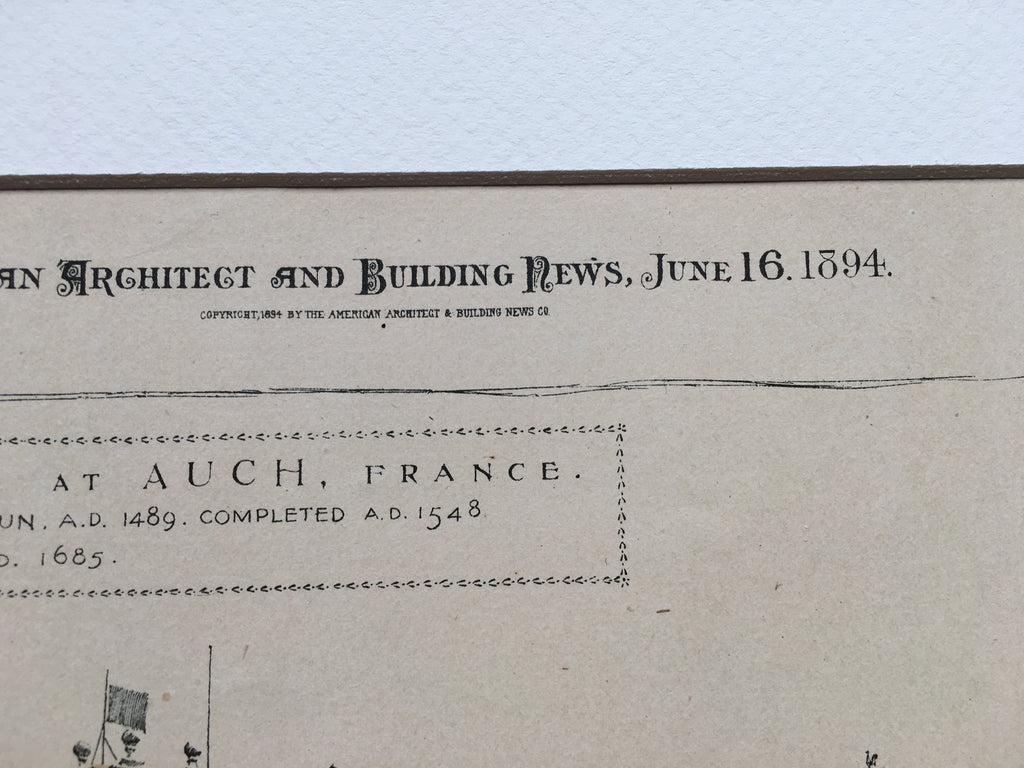 AN ARCHITECT AND BUILDING NEWS, JUNE 16. 1894.
COPYRIGHT, 1894 BY THE AMERICAN ARCHITECT & BUILDING NEWS CO.
AT AUCH, FRANCE.
UN. A.D. 1489. COMPLETED A.D. 1548
D. 1685.